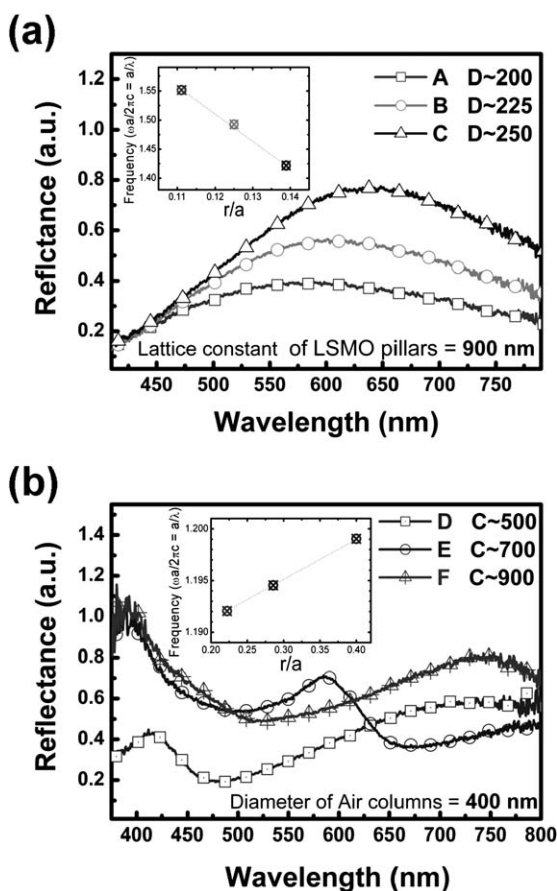 (a)
Reflctance (a.u.)
1.2
1.0
0.8
0.6
0.4
0.2
Frequency (ωa/2πc = a/λ)
1.55
1.50
1.45
1.40
0.11 0.12 0.13 0.14
r/a
A D~200
B D~225
C D~250
Lattice constant of LSMO pillars = 900 nm
450 500 550 600 650 700 750
Wavelength (nm)
(b)
Reflectance (a.u.)
1.4
1.2
1.0
0.8
0.6
0.4
0.2
Frequency (ωa/2πc = a/λ)
1.200
1.195
1.190
0.20 0.25 0.30 0.35 0.40
r/a
D C~500
E C~700
F C~900
Diameter of Air columns = 400 nm
400 450 500 550 600 650 700 750 800
Wavelength (nm)